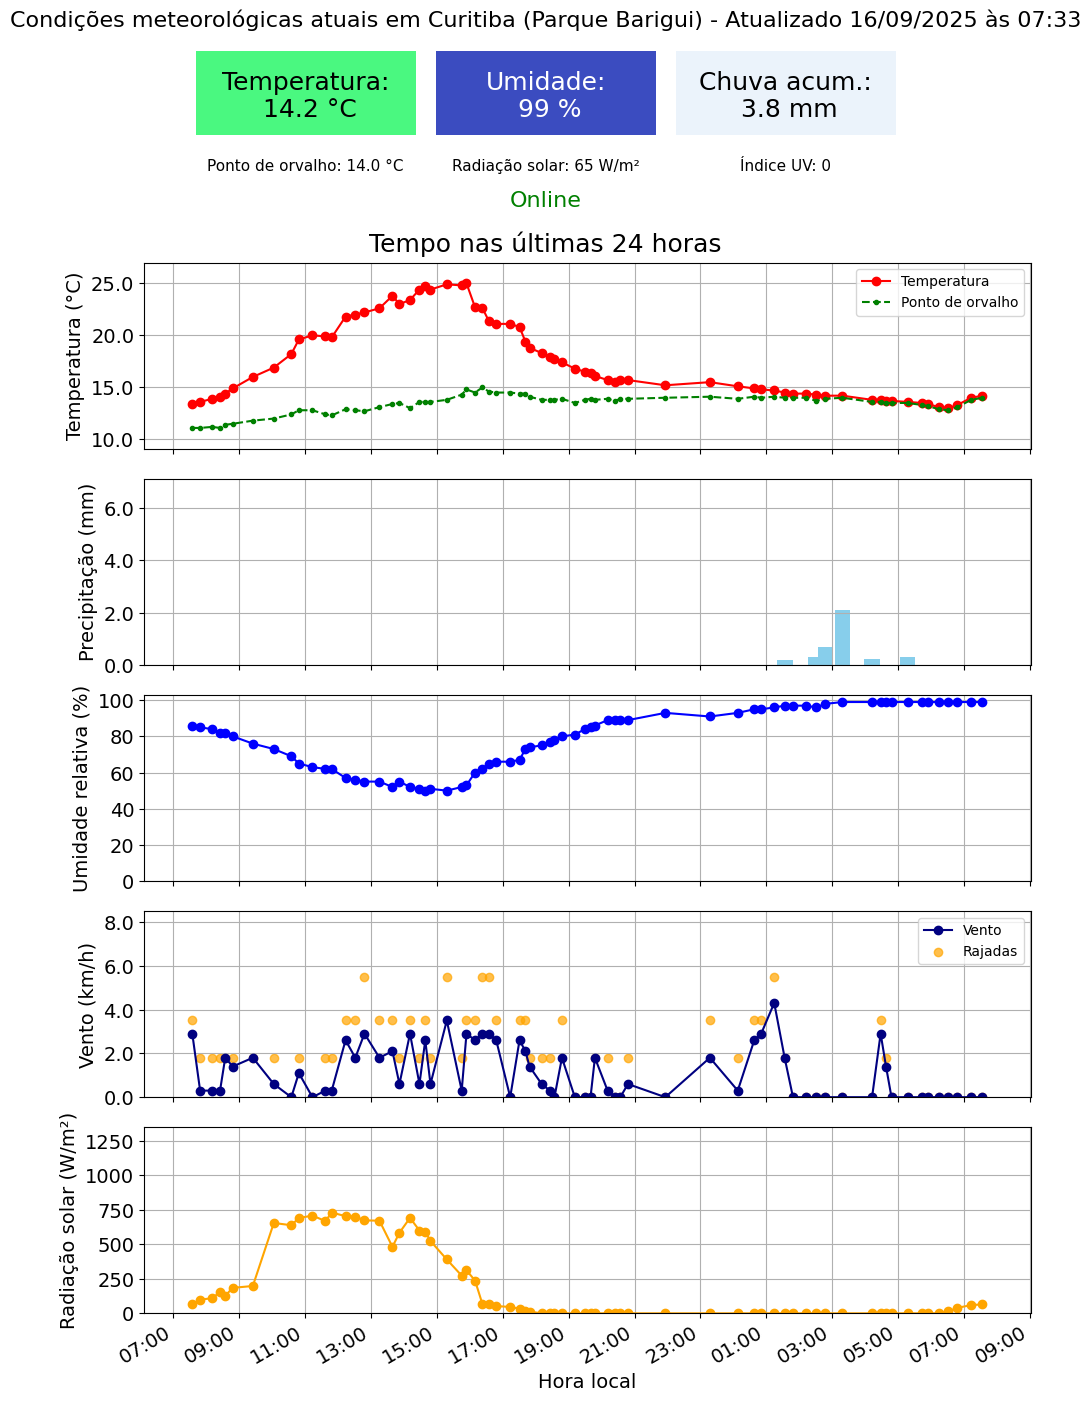 Condições meteorológicas atuais em Curitiba (Parque Barigui) - Atualizado 16/09/2025 às 07:33
Temperatura:
14.2 °C
Umidade:
99 %
Chuva acum.:
3.8 mm
Ponto de orvalho: 14.0 °C
Radiação solar: 65 W/m²
Índice UV: 0
Online
Tempo nas últimas 24 horas
Temperatura (°C)
25.0
20.0
15.0
10.0
Temperatura
Ponto de orvalho
Precipitação (mm)
6.0
4.0
2.0
0.0
Umidade relativa (%)
100
80
60
40
20
0
Vento (km/h)
8.0
6.0
4.0
2.0
0.0
Vento
Rajadas
Radiação solar (W/m²)
1250
1000
750
500
250
0
07:00 09:00 11:00 13:00 15:00 17:00 19:00 21:00 23:00 01:00 03:00 05:00 07:00 09:00
Hora local